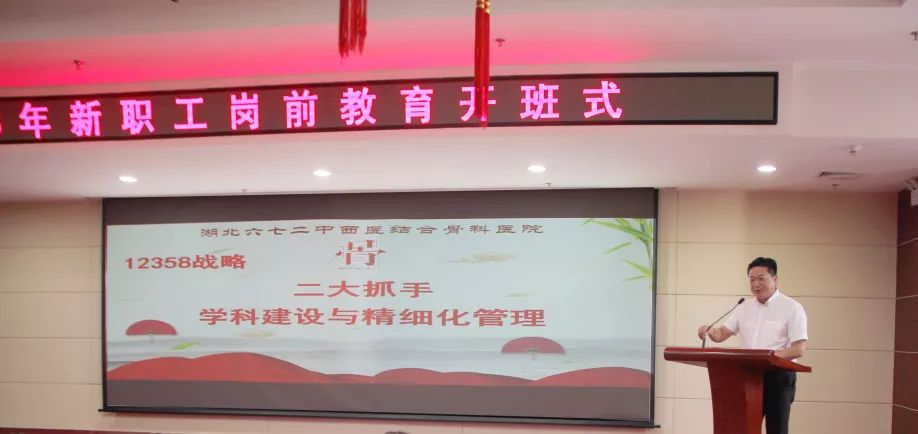 年新职工岗前教育开班式
湖北六七二中西医结合骨科医院
骨
12358战略
二大抓手
学科建设与精细化管理